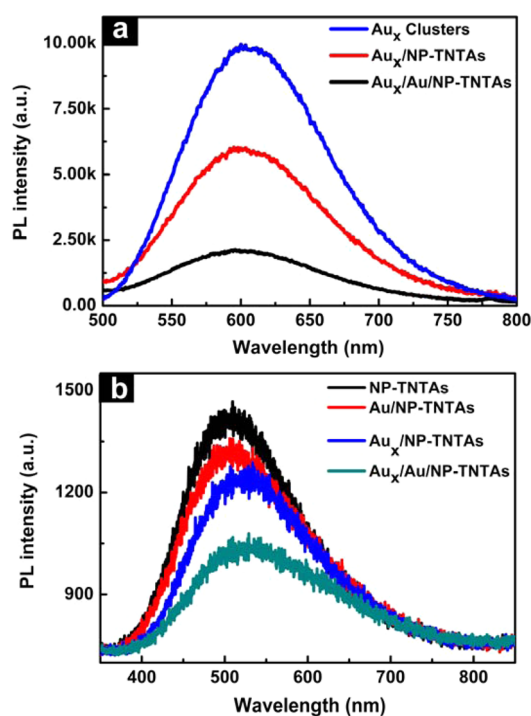 a
Auₓ Clusters
Auₓ/NP-TNTAs
Auₓ/Au/NP-TNTAs
10.00k
7.50k
5.00k
2.50k
0.00
PL intensity (a.u.)
500 550 600 650 700 750 800
Wavelength (nm)
b
NP-TNTAs
Au/NP-TNTAs
Auₓ/NP-TNTAs
Auₓ/Au/NP-TNTAs
1500
1200
900
PL intensity (a.u.)
400 500 600 700 800
Wavelength (nm)